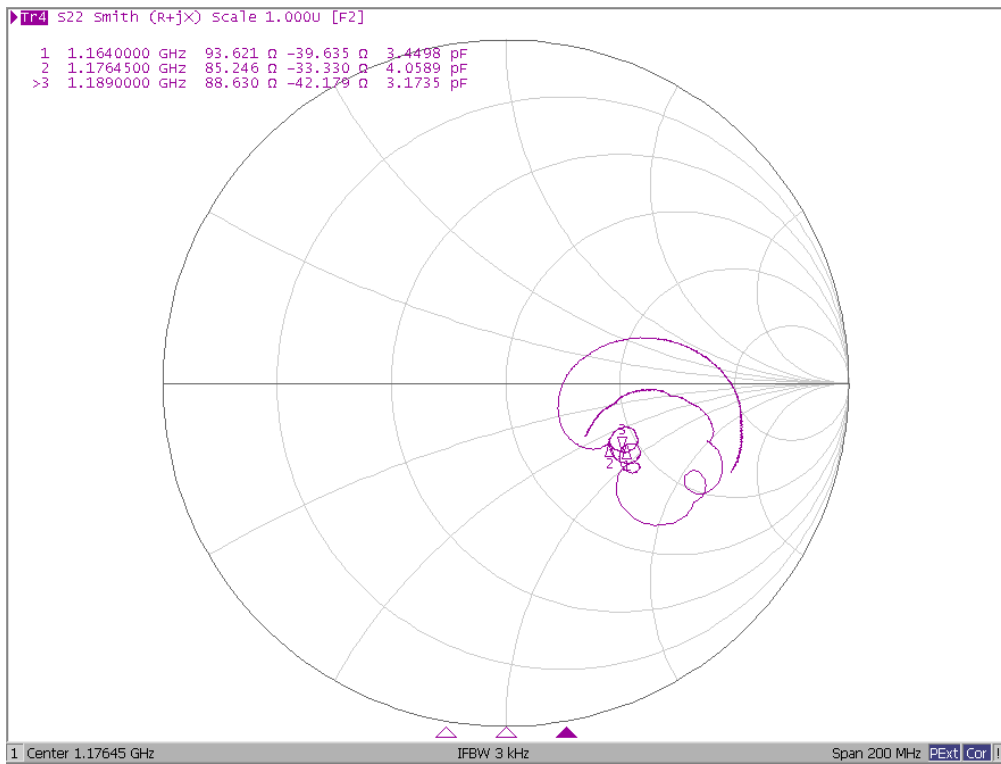 Tr4 S22 Smith (R+jX) Scale 1.000U [F2]
1 1.1640000 GHz 93.621 Ω -39.635 Ω 3.4498 pF
2 1.1764500 GHz 85.246 Ω -33.330 Ω 4.0589 pF
>3 1.1890000 GHz 88.630 Ω -42.179 Ω 3.1735 pF
3
2
1 Center 1.17645 GHz IFBW 3 kHz Span 200 MHz PExt Cor !